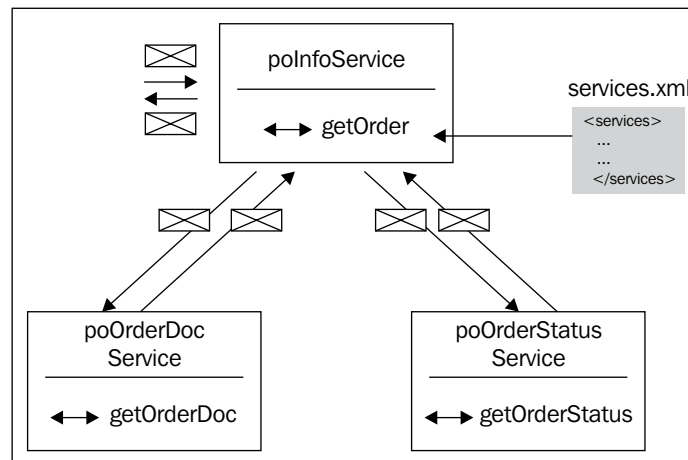 poInfoService
getOrder
services.xml
<services>
...
...
</services>
poOrderDoc
Service
getOrderDoc
poOrderStatus
Service
getOrderStatus